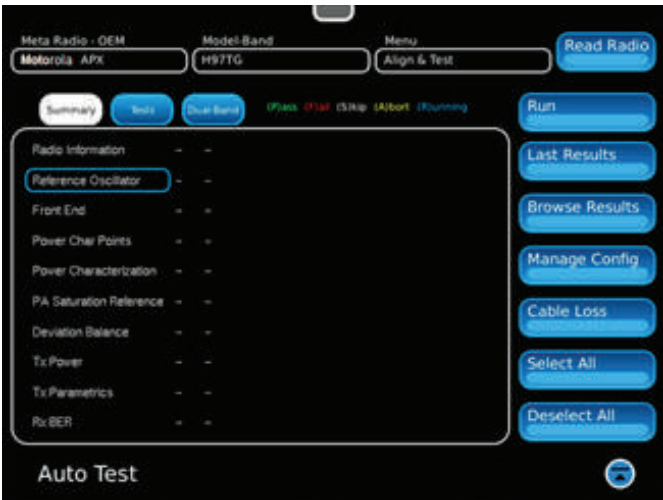 Meta Radio - OEM
Model-Band
Menu
Motorola APX
H97TG
Align & Test
Read Radio
Summary
Tests
Dual-Band
(P)ass (F)ail (S)kip (A)bort (R)unning
Run
Radio Information - -
Last Results
Reference Oscillator - -
Front End - -
Browse Results
Power Char Points - -
Manage Config
Power Characterization - -
PA Saturation Reference - -
Cable Loss
Deviation Balance - -
Tx Power - -
Select All
Tx Parametrics - -
Rx BER - -
Deselect All
Auto Test